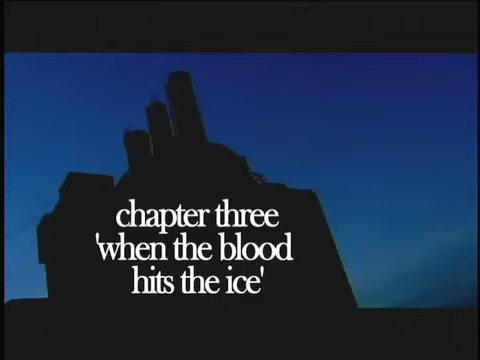 chapter three
'when the blood
hits the ice'